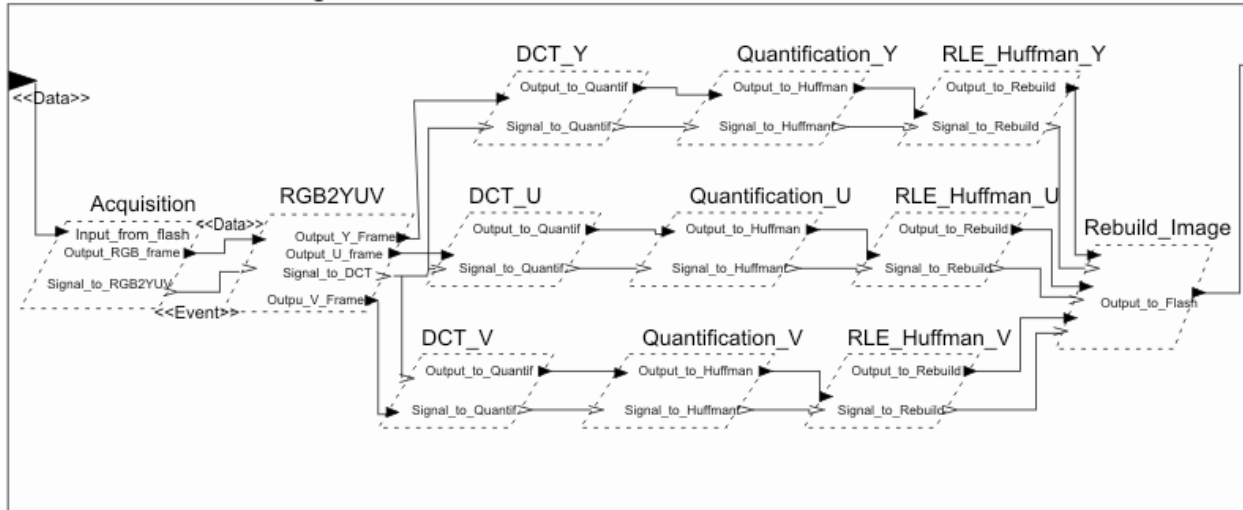 DCT_Y
Output_to_Quantif
Signal_to_Quantif
Quantification_Y
Output_to_Huffman
Signal_to_Huffmant
RLE_Huffman_Y
Output_to_Rebuild
Signal_to_Rebuild
<<Data>>
Acquisition
Input_from_flash
Output_RGB_frame
Signal_to_RGB2YUV
<<Data>>
<<Event>>
RGB2YUV
Output_Y_Frame
Output_U_frame
Signal_to_DCT
Outpu_V_Frame
DCT_U
Output_to_Quantif
Signal_to_Quantif
Quantification_U
Output_to_Huffman
Signal_to_Huffman
RLE_Huffman_U
Output_to_Rebuild
Signal_to_Rebuild
Rebuild_Image
Output_to_Flash
DCT_V
Output_to_Quantif
Signal_to_Quantif
Quantification_V
Output_to_Huffman
Signal_to_Huffmant
RLE_Huffman_V
Output_to_Rebuild
Signal_to_Rebuild